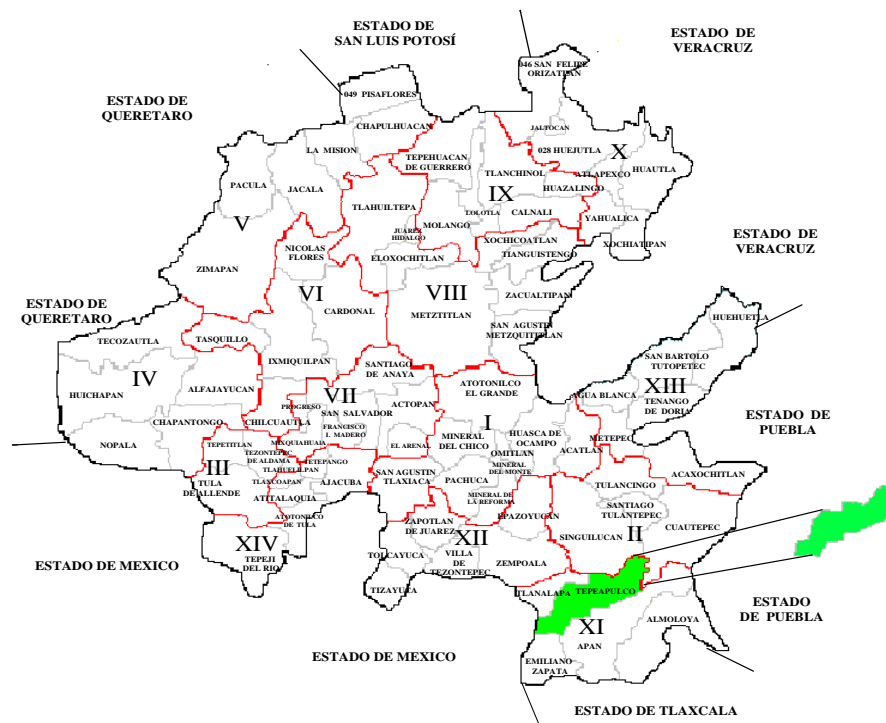 ESTADO DE
SAN LUIS POTOSÍ
ESTADO DE
VERACRUZ
046 SAN FELIPE
ORIZATLAN
ESTADO DE
QUERETARO
049 PISAFLORES
CHAPULHUACAN
JALTOCAN
LA MISION
TEPEHUACAN
DE GUERRERO
028 HUEJUTLA
X
TLANCHINOL
ATLAPEXCO
HUAUTLA
PACULA
JACALA
IX
HUAZALINGO
TLAHUILTEPA
LOLOTLA
CALNALI
YAHUALICA
V
MOLANGO
JUÁREZ
HIDALGO
XOCHICOATLAN
XOCHIATIPAN
ESTADO DE
VERACRUZ
NICOLAS
FLORES
ELOXOCHITLAN
TIANGUISTENGO
ZIMAPAN
VI
VIII
ZACUALTIPAN
ESTADO DE
QUERETARO
CARDONAL
METZTITLAN
HUEHUETLA
TECOZAUTLA
TASQUILLO
SAN AGUSTIN
METZQUITITLAN
IXMIQUILPAN
SAN BARTOLO
TUTOPETEC
IV
SANTIAGO
DE ANAYA
ATOTONILCO
EL GRANDE
XIII
HUICHAPAN
ALFAJAYUCAN
VII
AGUA BLANCA
TENANGO
DE DORIA
PROGRESO
SAN SALVADOR
ACTOPAN
I
CHAPANTONGO
CHILCUAUTLA
FRANCISCO
I. MADERO
HUASCA DE
OCAMPO
ESTADO DE
PUEBLA
NOPALA
TEPETITLAN
MIXQUIAHUAIA
EL ARENAL
MINERAL
DEL CHICO
OMITLAN
ACATLAN
METEPEC
III
TEZONTEPEC
DE ALDAMA
TETEPANGO
TLAHUELILPAN
SAN AGUSTIN
TLAXIACA
MINERAL
DEL MONTE
ACAXOCHITLAN
TULA
DE ALLENDE
TLAXCOAPAN
AJACUBA
PACHUCA
TULANCINGO
ATITALAQUIA
MINERAL DE
LA REFORMA
SANTIAGO
TULANTEPEC
ATOTONILCO
DE TULA
ZAPOTLAN
DE JUAREZ
EPAZOYUCAN
II
CUAUTEPEC
XIV
XII
SINGUILUCAN
ESTADO DE MEXICO
TEPEJI
DEL RIO
TOLCAYUCA
VILLA
DE
TEZONTEPEC
ZEMPOALA
TIZAYUCA
TLANALAPA
TEPEAPULCO
ESTADO
DE PUEBLA
XI
ALMOLOYA
APAN
ESTADO DE MEXICO
EMILIANO
ZAPATA
ESTADO DE TLAXCALA